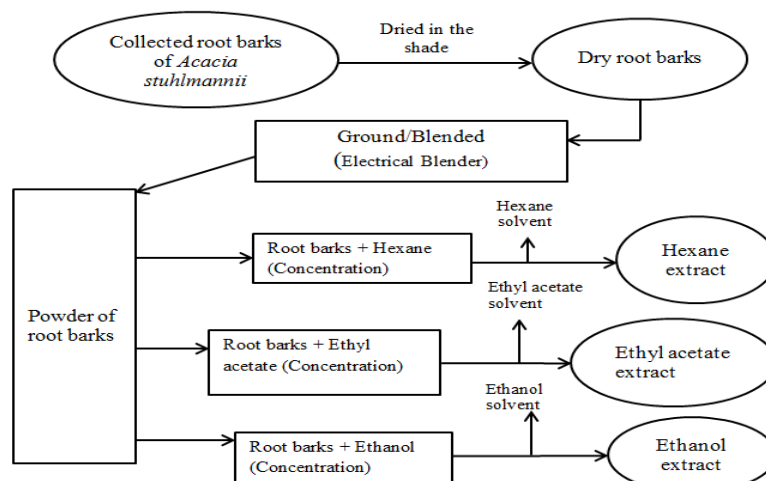 Collected root barks
of Acacia
stuhlmannii
Dried in the
shade
Dry root barks
Ground/Blended
(Electrical Blender)
Powder of
root barks
Root barks + Hexane
(Concentration)
Hexane
solvent
Hexane
extract
Root barks + Ethyl
acetate (Concentration)
Ethyl acetate
solvent
Ethyl acetate
extract
Root barks + Ethanol
(Concentration)
Ethanol
solvent
Ethanol
extract